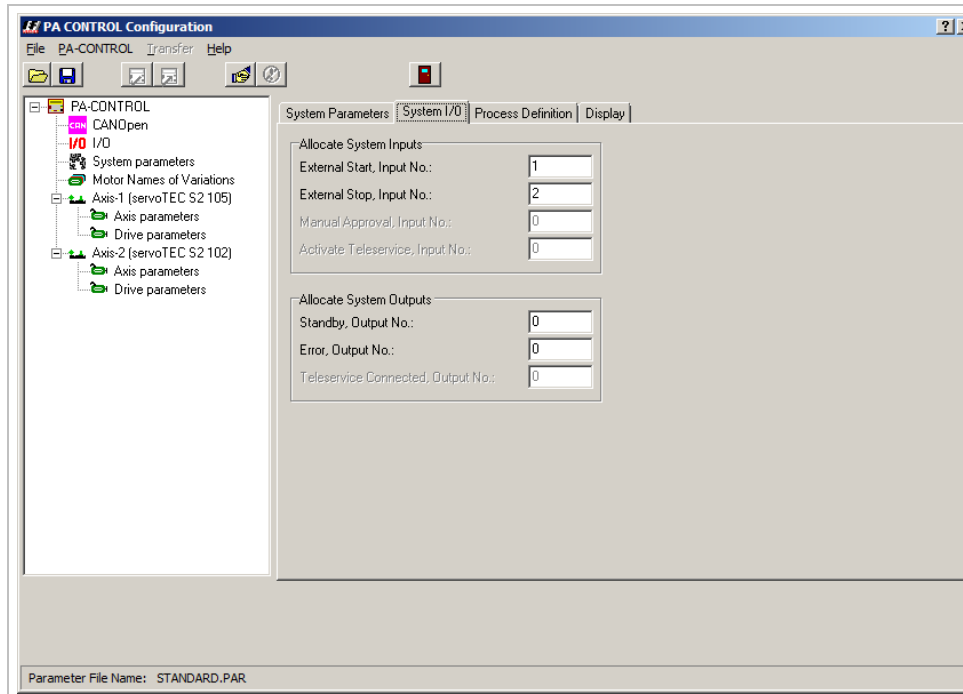 PA CONTROL Configuration
File PA-CONTROL Transfer Help
PA-CONTROL
CAN CANOpen
I/O I/O
System parameters
Motor Names of Variations
Axis-1 (servoTEC S2 105)
Axis parameters
Drive parameters
Axis-2 (servoTEC S2 102)
Axis parameters
Drive parameters
System Parameters System I/O Process Definition Display
Allocate System Inputs
External Start, Input No.: 1
External Stop, Input No.: 2
Manual Approval, Input No.: 0
Activate Teleservice, Input No.: 0
Allocate System Outputs
Standby, Output No.: 0
Error, Output No.: 0
Teleservice Connected, Output No.: 0
Parameter File Name: STANDARD.PAR